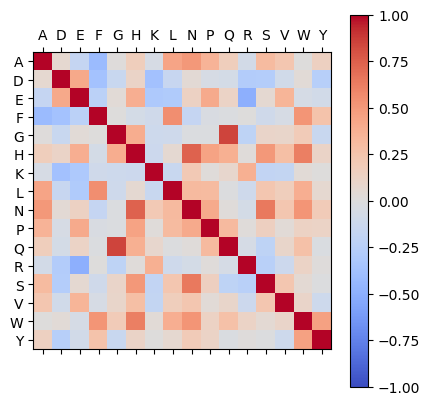 A D E F G H K L N P Q R S V W Y
A
D
E
F
G
H
K
L
N
P
Q
R
S
V
W
Y
1.00
0.75
0.50
0.25
0.00
−0.25
−0.50
−0.75
−1.00